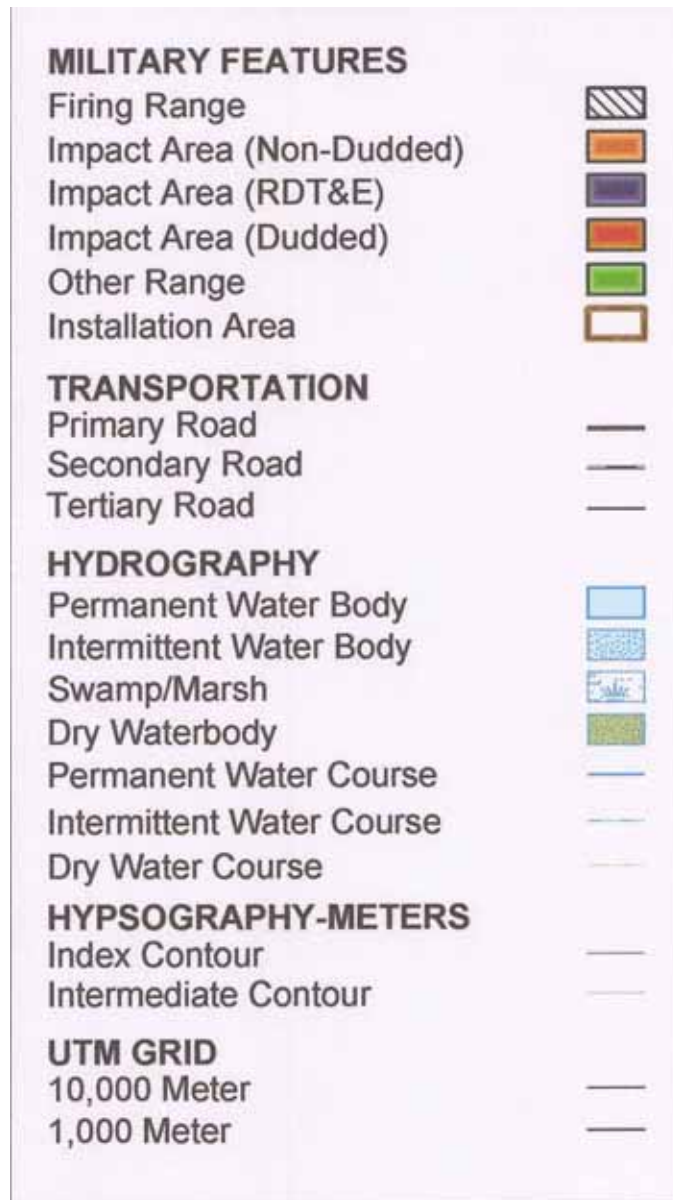 MILITARY FEATURES
Firing Range
Impact Area (Non-Dudded)
Impact Area (RDT&E)
Impact Area (Dudded)
Other Range
Installation Area
TRANSPORTATION
Primary Road
Secondary Road
Tertiary Road
HYDROGRAPHY
Permanent Water Body
Intermittent Water Body
Swamp/Marsh
Dry Waterbody
Permanent Water Course
Intermittent Water Course
Dry Water Course
HYPSOGRAPHY-METERS
Index Contour
Intermediate Contour
UTM GRID
10,000 Meter
1,000 Meter